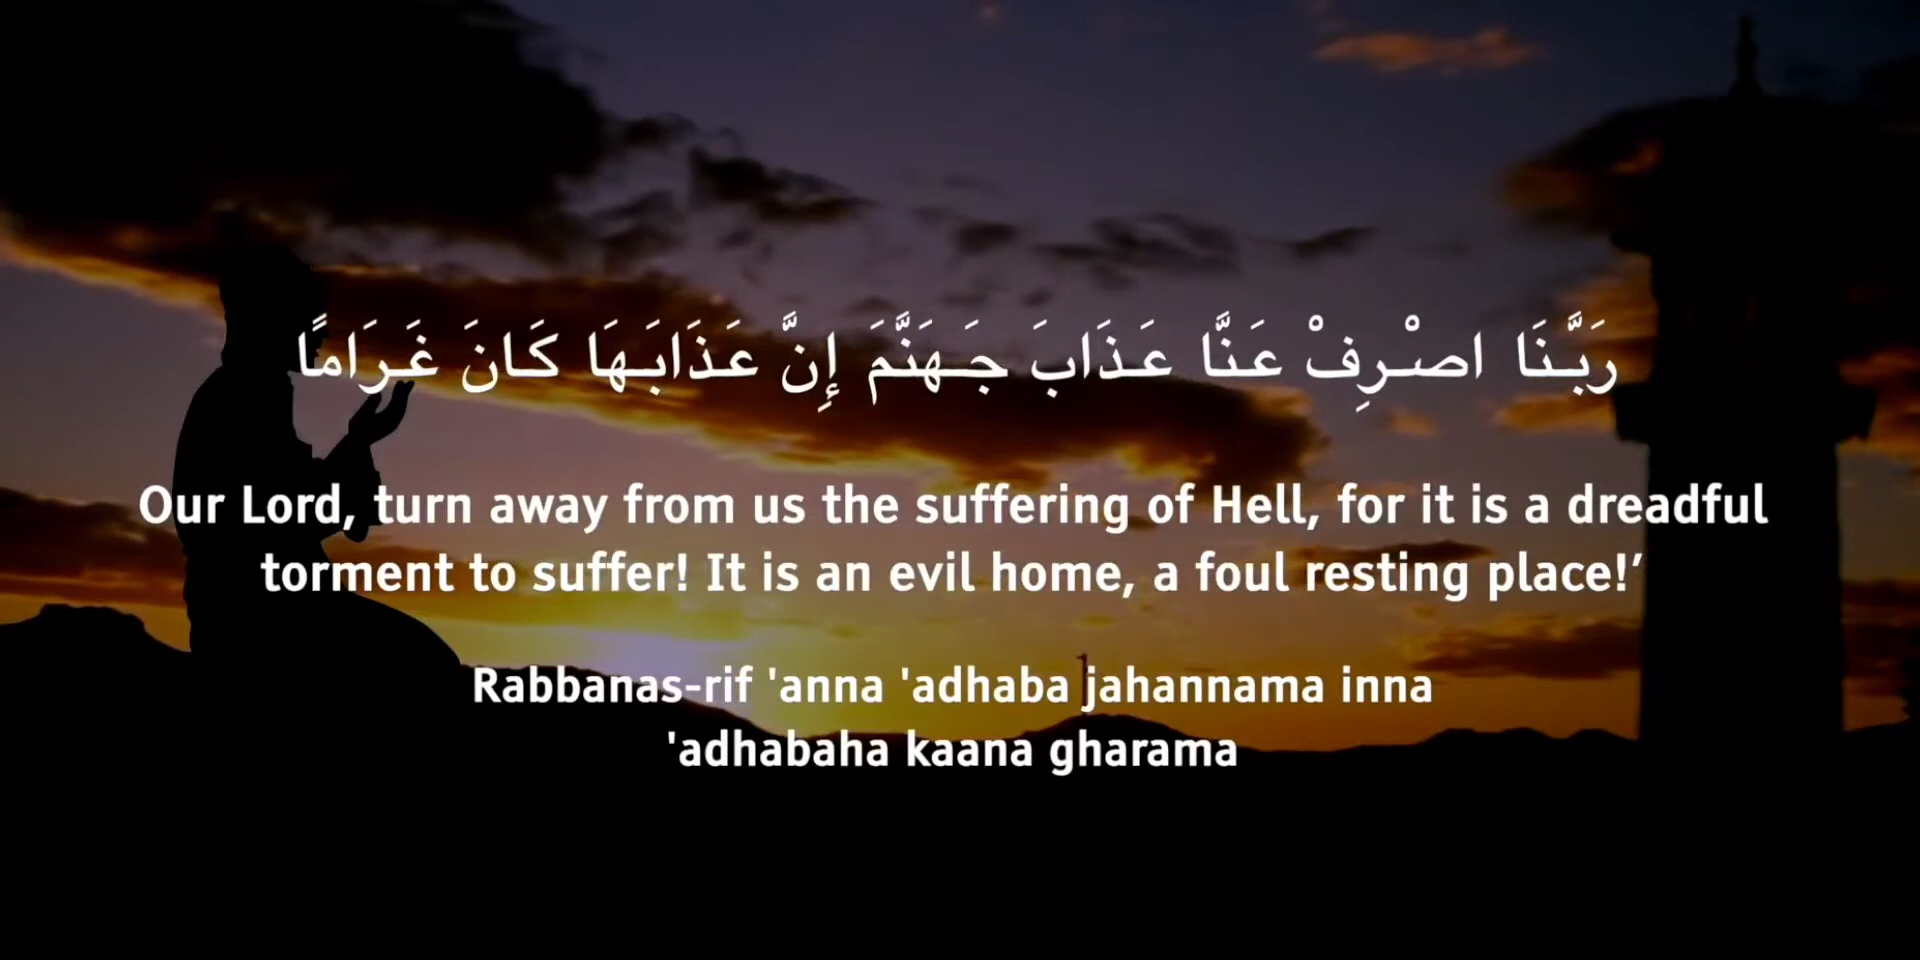 رَبَّنَا اصْرِفْ عَنَّا عَذَابَ جَهَنَّمَ إِنَّ عَذَابَهَا كَانَ غَرَامًا
Our Lord, turn away from us the suffering of Hell, for it is a dreadful
torment to suffer! It is an evil home, a foul resting place!’
Rabbanas-rif 'anna 'adhaba jahannama inna
'adhabaha kaana gharama